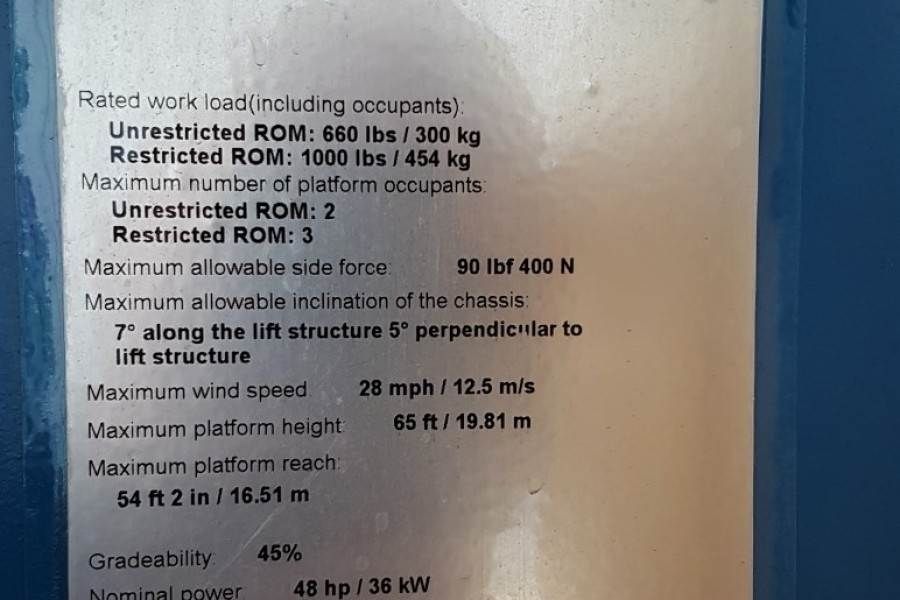 Rated work load(including occupants):
Unrestricted ROM: 660 lbs / 300 kg
Restricted ROM: 1000 lbs / 454 kg
Maximum number of platform occupants:
Unrestricted ROM: 2
Restricted ROM: 3
Maximum allowable side force: 90 lbf 400 N
Maximum allowable inclination of the chassis:
7° along the lift structure 5° perpendicular to
lift structure
Maximum wind speed 28 mph / 12.5 m/s
Maximum platform height: 65 ft / 19.81 m
Maximum platform reach:
54 ft 2 in / 16.51 m
Gradeability: 45%
Nominal power 48 hp / 36 kW